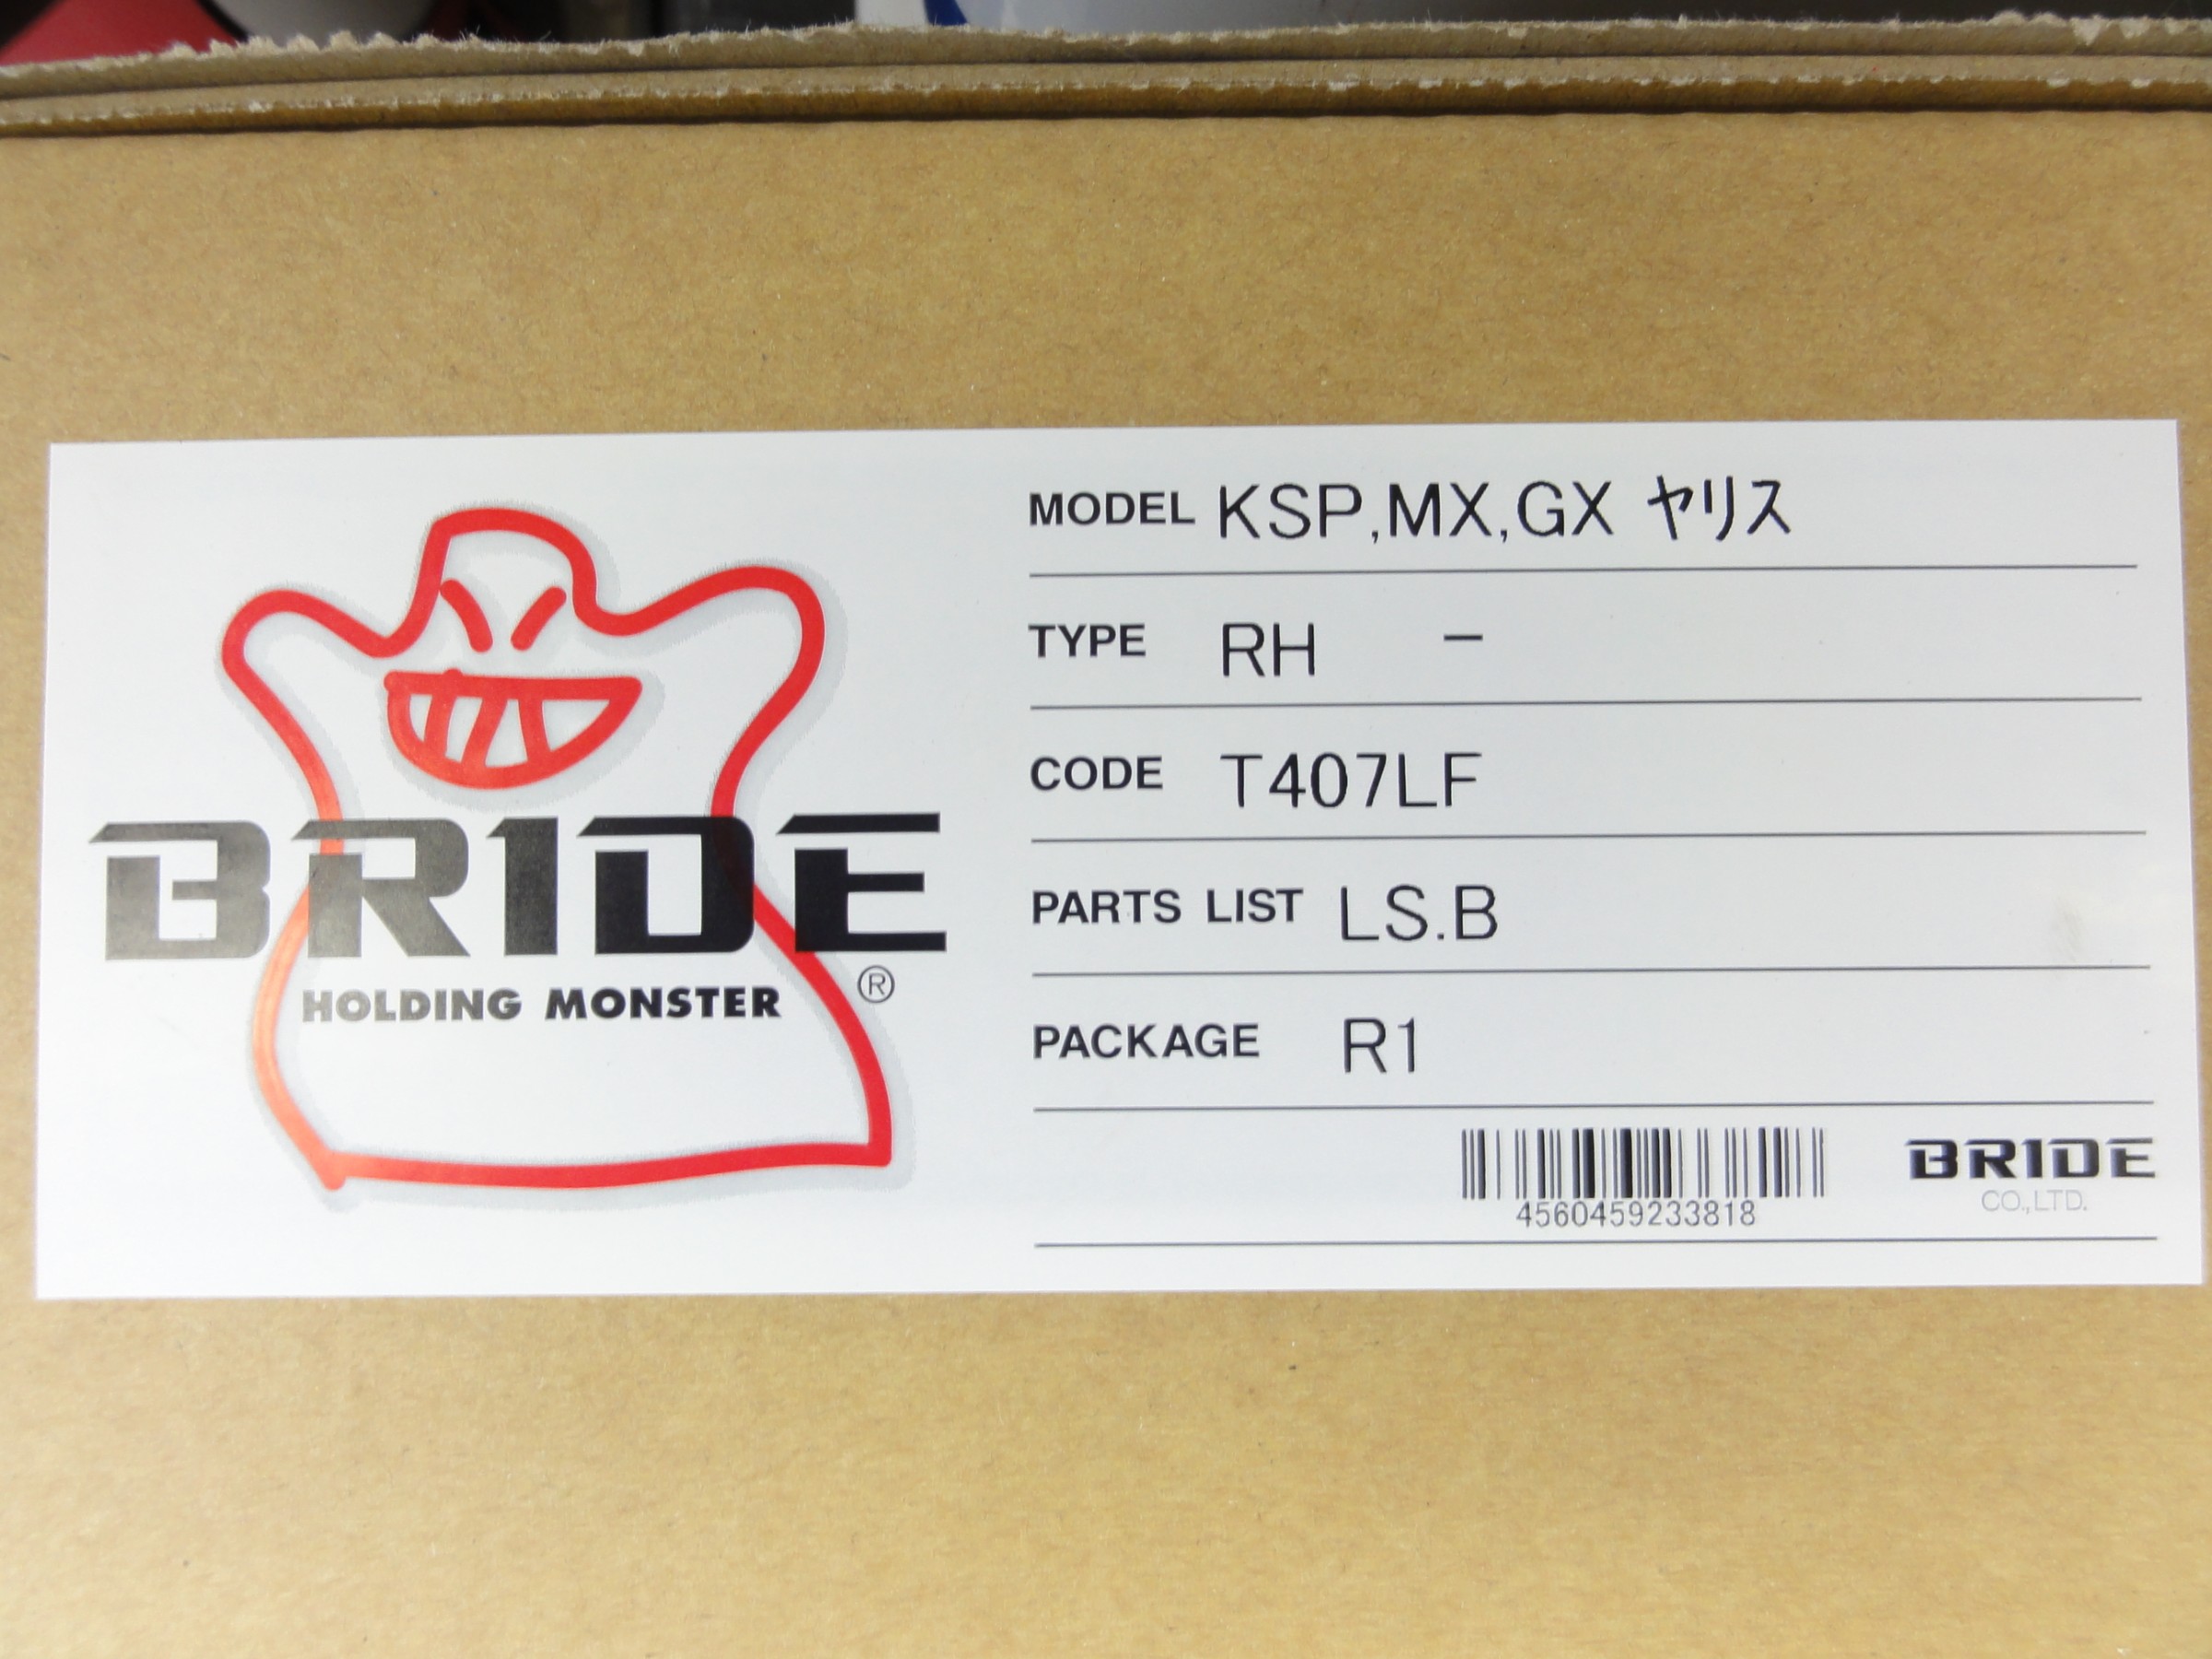 BRIDE
HOLDING MONSTER ®
MODEL KSP,MX,GX ﾔﾘｽ
TYPE RH －
CODE T407LF
PARTS LIST LS.B
PACKAGE R1
4560459233818
BRIDE
CO.,LTD.